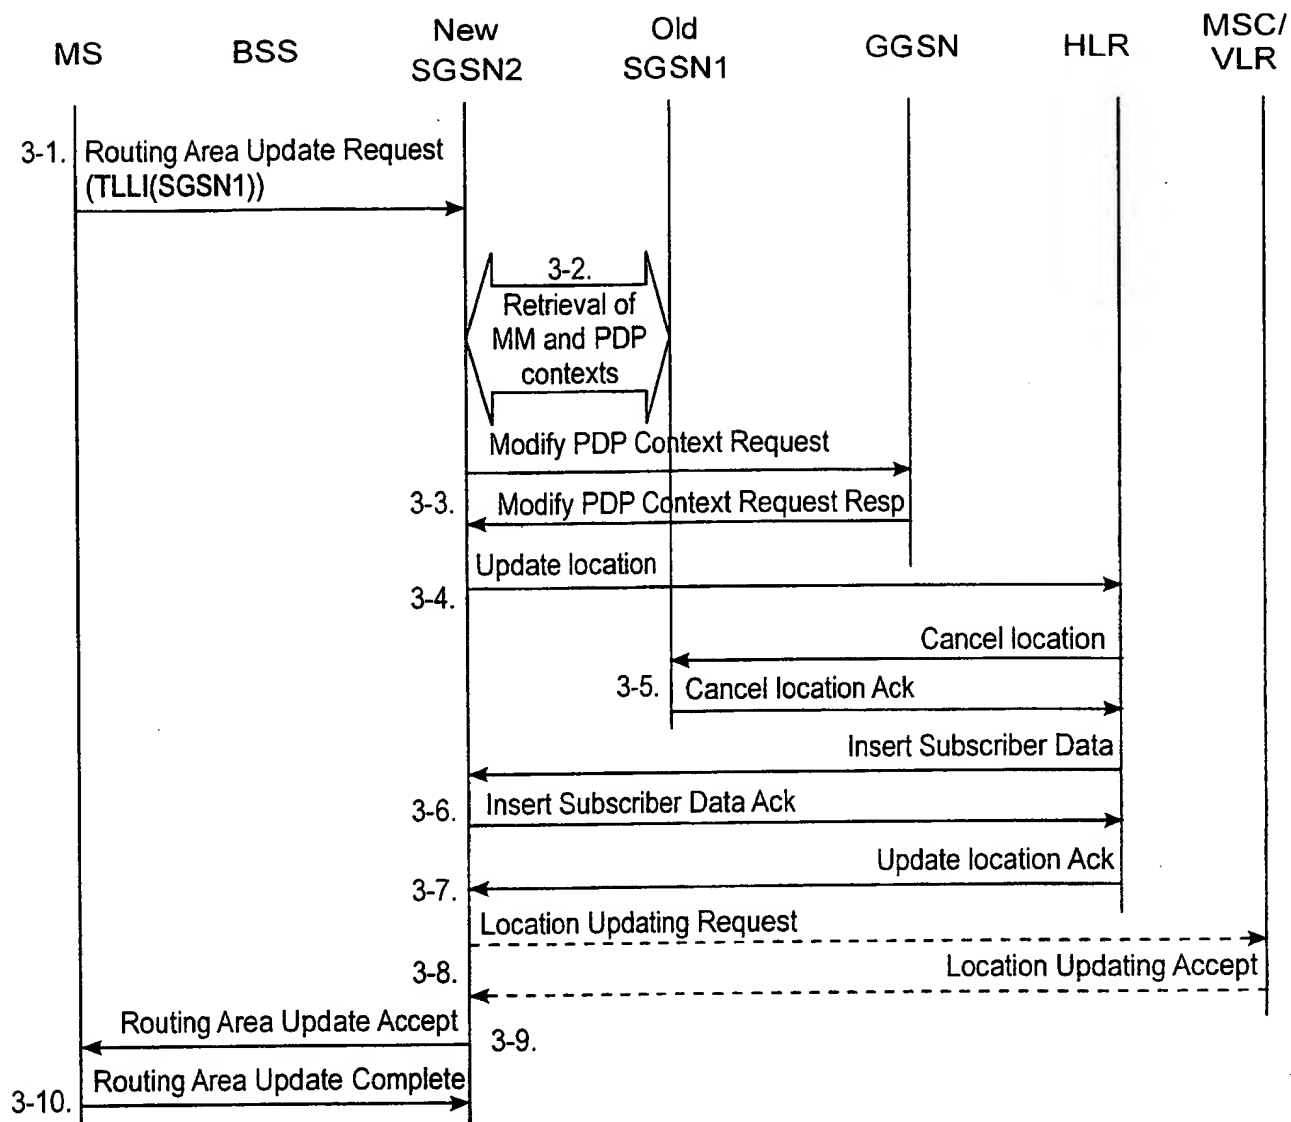 MS
BSS
New
SGSN2
Old
SGSN1
GGSN
HLR
MSC/
VLR
3-1.
Routing Area Update Request
(TLLI(SGSN1))
3-2.
Retrieval of
MM and PDP
contexts
Modify PDP Context Request
3-3.
Modify PDP Context Request Resp
Update location
3-4.
Cancel location
3-5.
Cancel location Ack
Insert Subscriber Data
3-6.
Insert Subscriber Data Ack
Update location Ack
3-7.
Location Updating Request
3-8.
Location Updating Accept
Routing Area Update Accept
3-9.
Routing Area Update Complete
3-10.